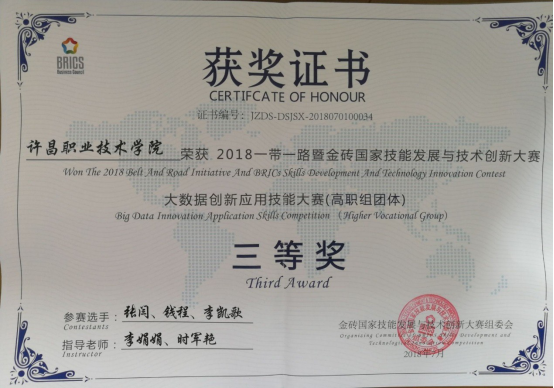 BRICS
Business Council
获奖证书
CERTIFCATE OF HONOUR
证书编号：JZDS-DSJSX-2018070100034
许昌职业技术学院 荣获 2018一带一路暨金砖国家技能发展与技术创新大赛
Won The 2018 Belt And Road Initiative And BRICs Skills Development And Technology Innovation Contest
大数据创新应用技能大赛(高职组团体)
Big Data Innovation Application Skills Competition （Higher Vocational Group）
三等奖
Third Award
参赛选手： 张闫、钱程、李凯歌
Contestants
指导老师： 李娟娟、时军艳
Instructor
金砖国家技能发展与技术创新大赛组委会
Organizing Committee Development and
Technology Competition
2018年7月